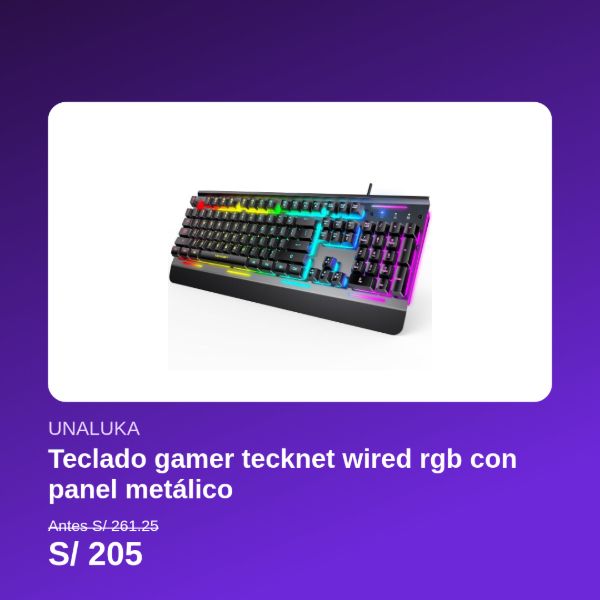 UNALUKA
Teclado gamer tecknet wired rgb con
panel metálico
Antes S/ 261.25
S/ 205